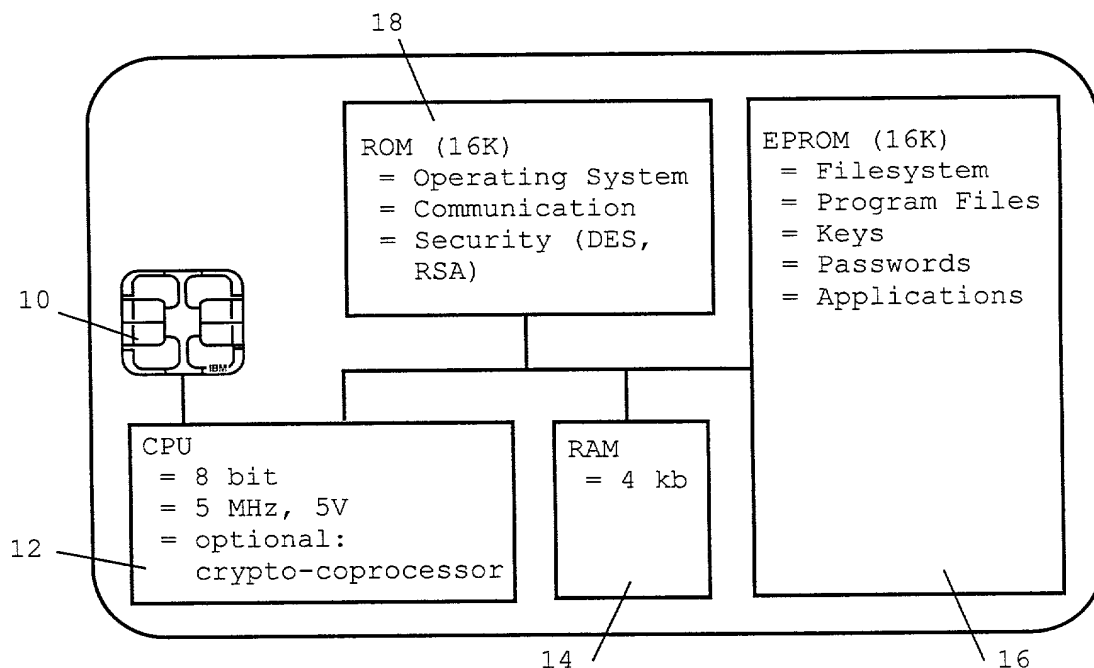 18
ROM (16K)
= Operating System
= Communication
= Security (DES,
RSA)
EPROM (16K)
= Filesystem
= Program Files
= Keys
= Passwords
= Applications
10
IBM
CPU
= 8 bit
= 5 MHz, 5V
= optional:
crypto-coprocessor
RAM
= 4 kb
12
14
16